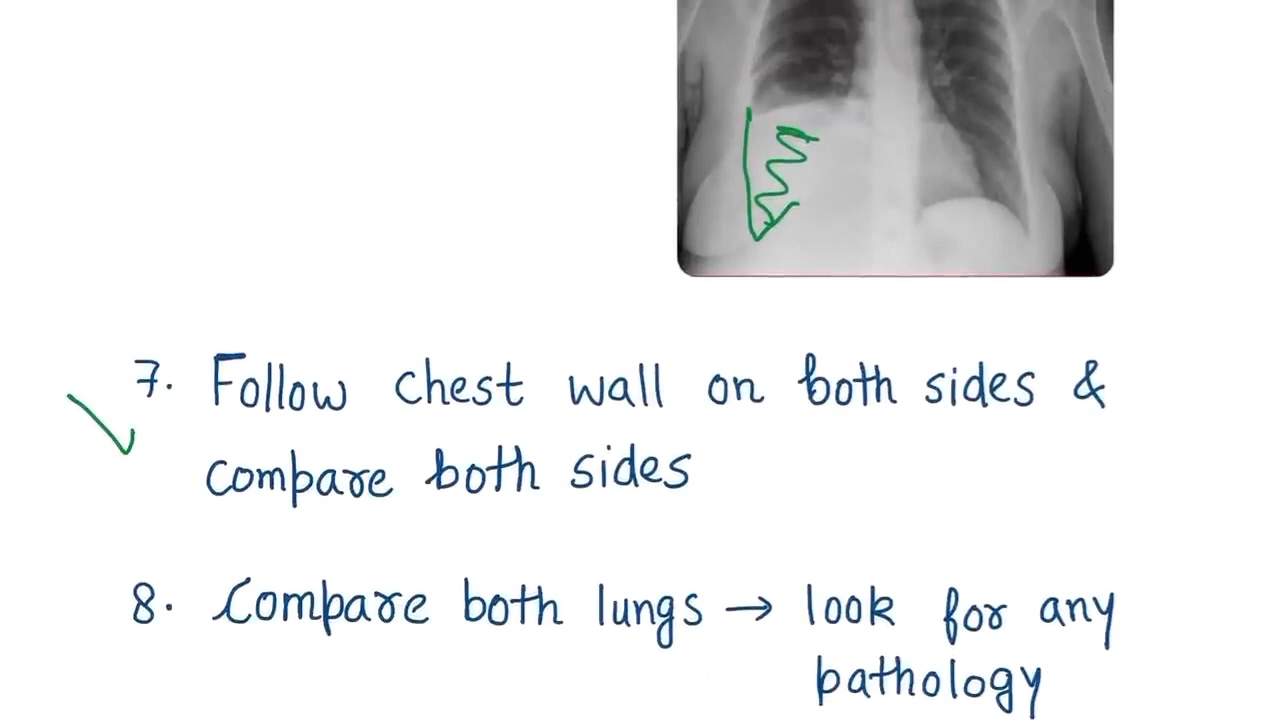 7. Follow chest wall on both sides &
compare both sides
8. Compare both lungs → look for any
pathology